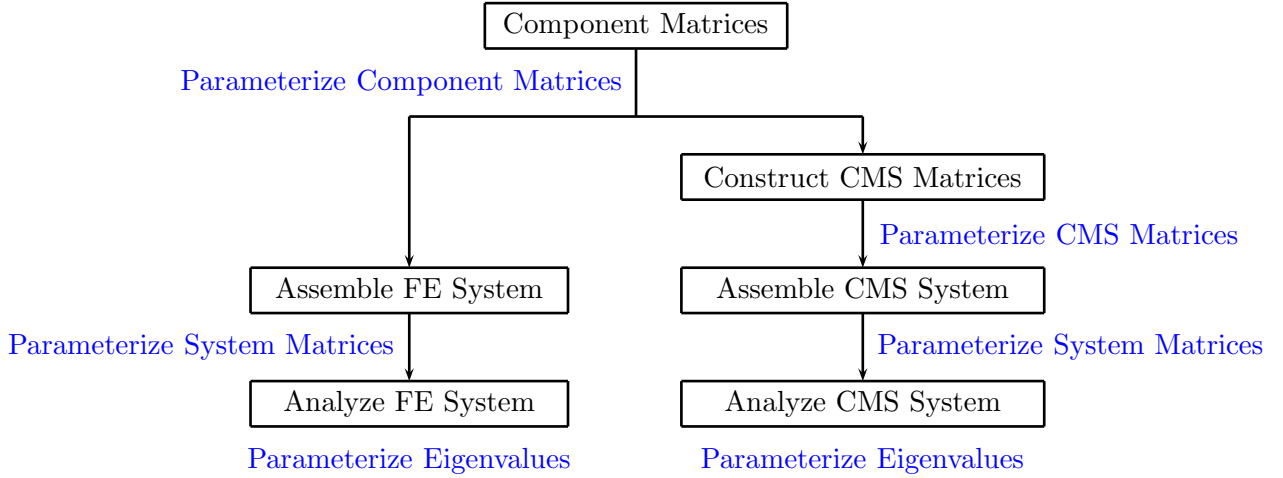 Component Matrices
Parameterize Component Matrices
Construct CMS Matrices
Parameterize CMS Matrices
Assemble FE System
Assemble CMS System
Parameterize System Matrices
Parameterize System Matrices
Analyze FE System
Analyze CMS System
Parameterize Eigenvalues
Parameterize Eigenvalues